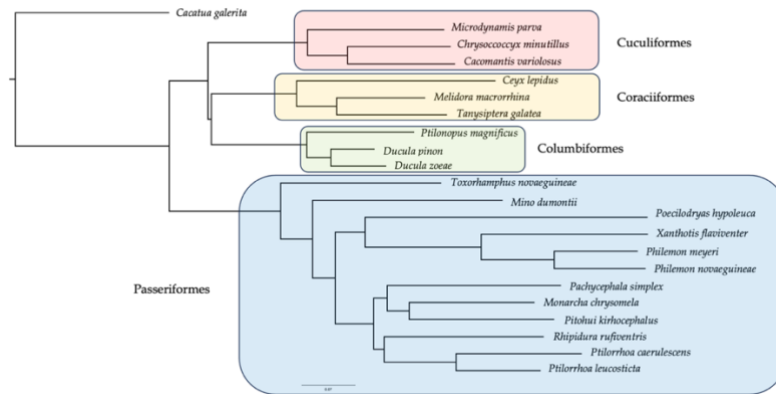 Cacatua galerita
Microdynamis parva
Chrysoccocyx minutillus
Cacomantis variolosus
Cuculiformes
Ceyx lepidus
Melidora macrorrhina
Tanysiptera galatea
Coraciiformes
Ptilonopus magnificus
Ducula pinon
Ducula zoeae
Columbiformes
Toxorhamphus novaeguineae
Mino dumontii
Poecilodryas hypoleuca
Xanthotis flaviventer
Philemon meyeri
Philemon novaeguineae
Passeriformes
Pachycephala simplex
Monarcha chrysomela
Pitohui kirhocephalus
Rhipidura rufiventris
Ptilorrhoa caerulescens
Ptilorrhoa leucosticta